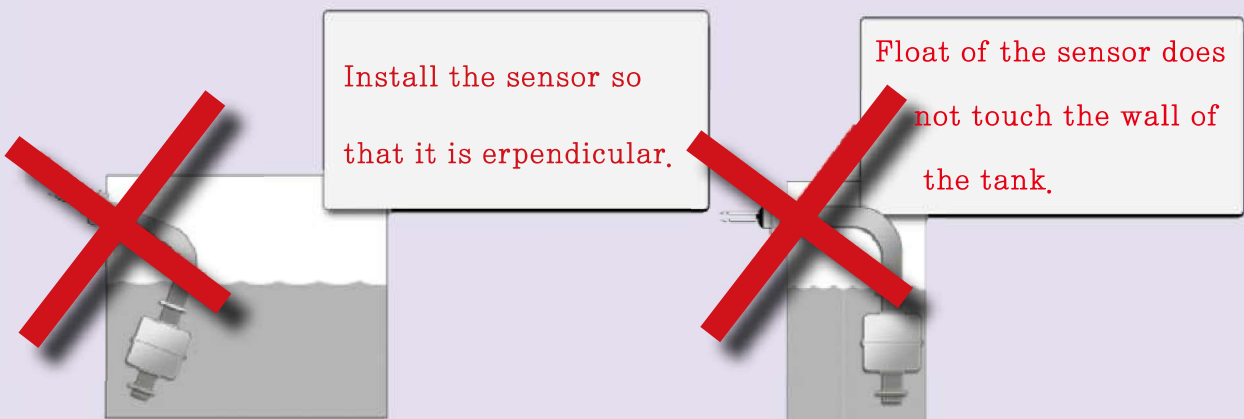 Install the sensor so
that it is erpendicular.
Float of the sensor does
not touch the wall of
the tank.